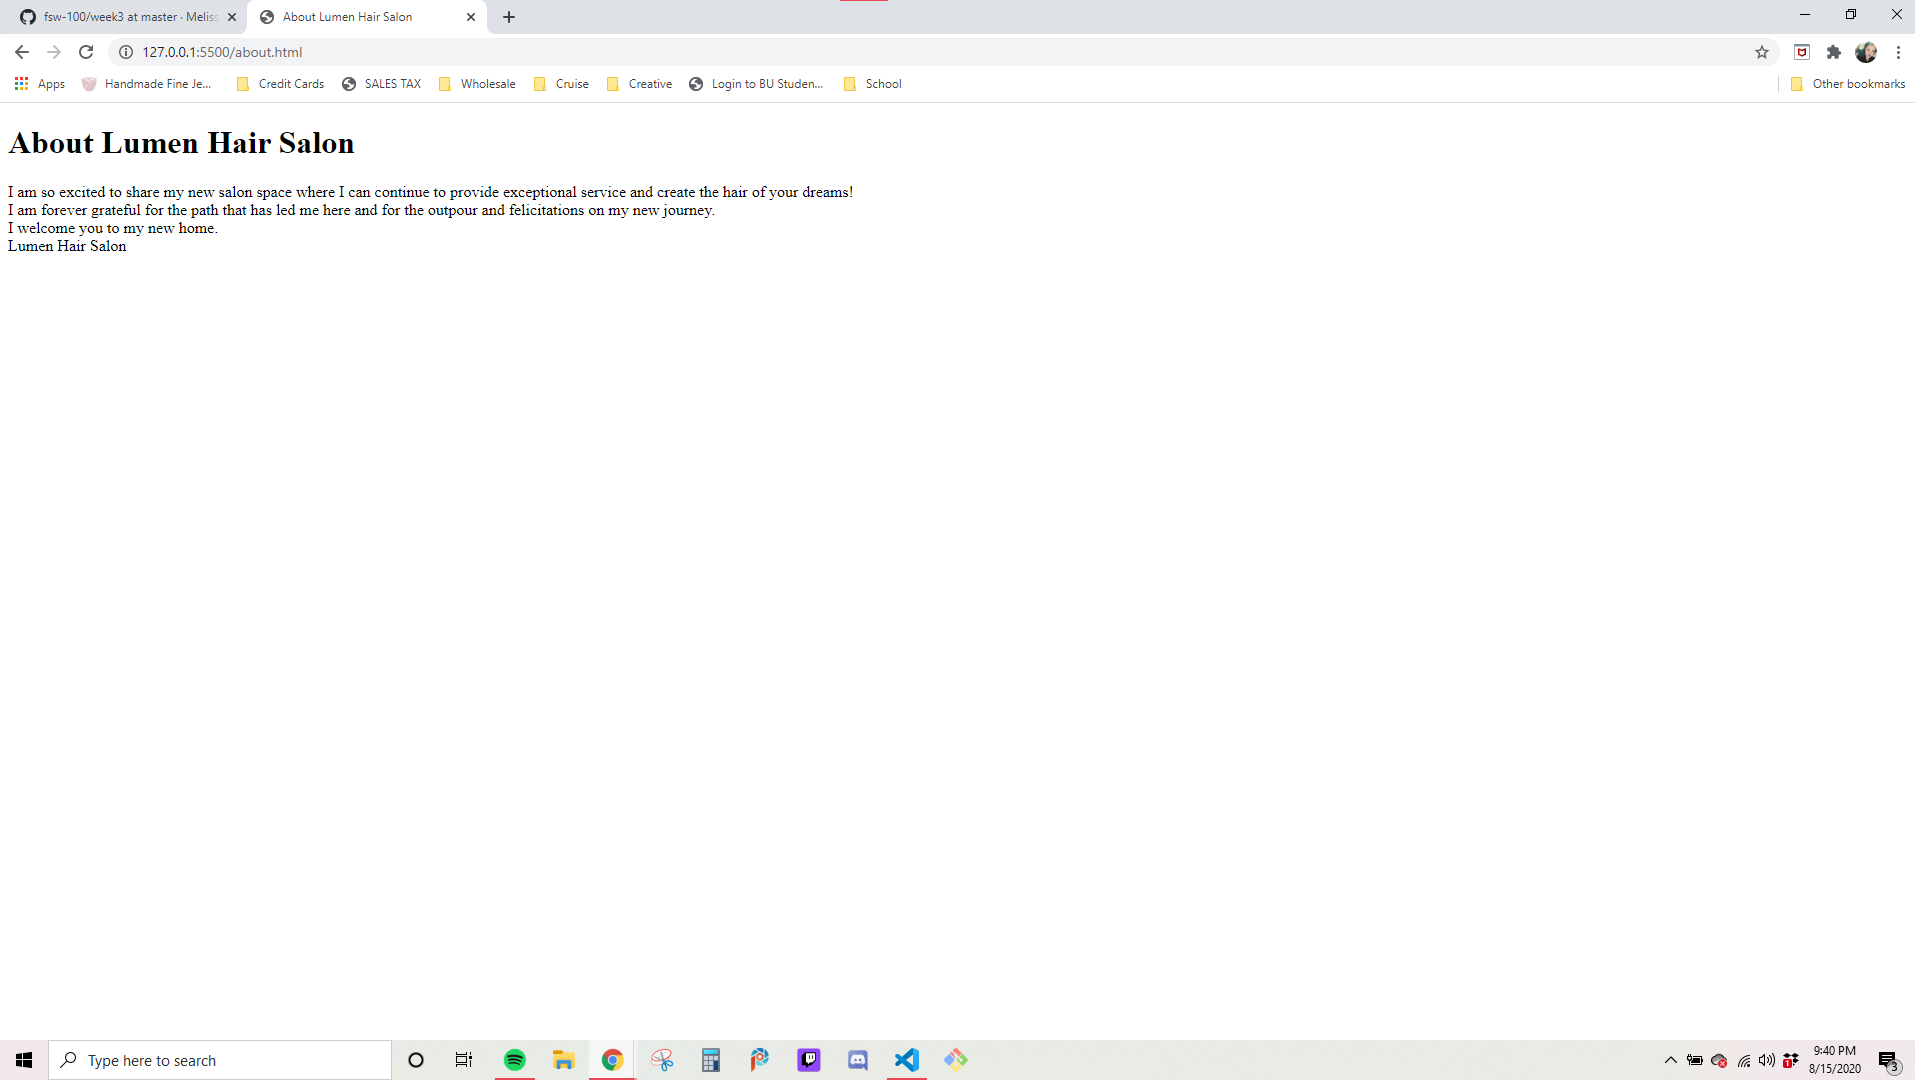 fsw-100/week3 at master · Melis
About Lumen Hair Salon
127.0.0.1:5500/about.html
Apps
Handmade Fine Je...
Credit Cards
SALES TAX
Wholesale
Cruise
Creative
Login to BU Studen...
School
Other bookmarks
About Lumen Hair Salon
I am so excited to share my new salon space where I can continue to provide exceptional service and create the hair of your dreams!
I am forever grateful for the path that has led me here and for the outpour and felicitations on my new journey.
I welcome you to my new home.
Lumen Hair Salon
Type here to search
1
9:40 PM
8/15/2020
3